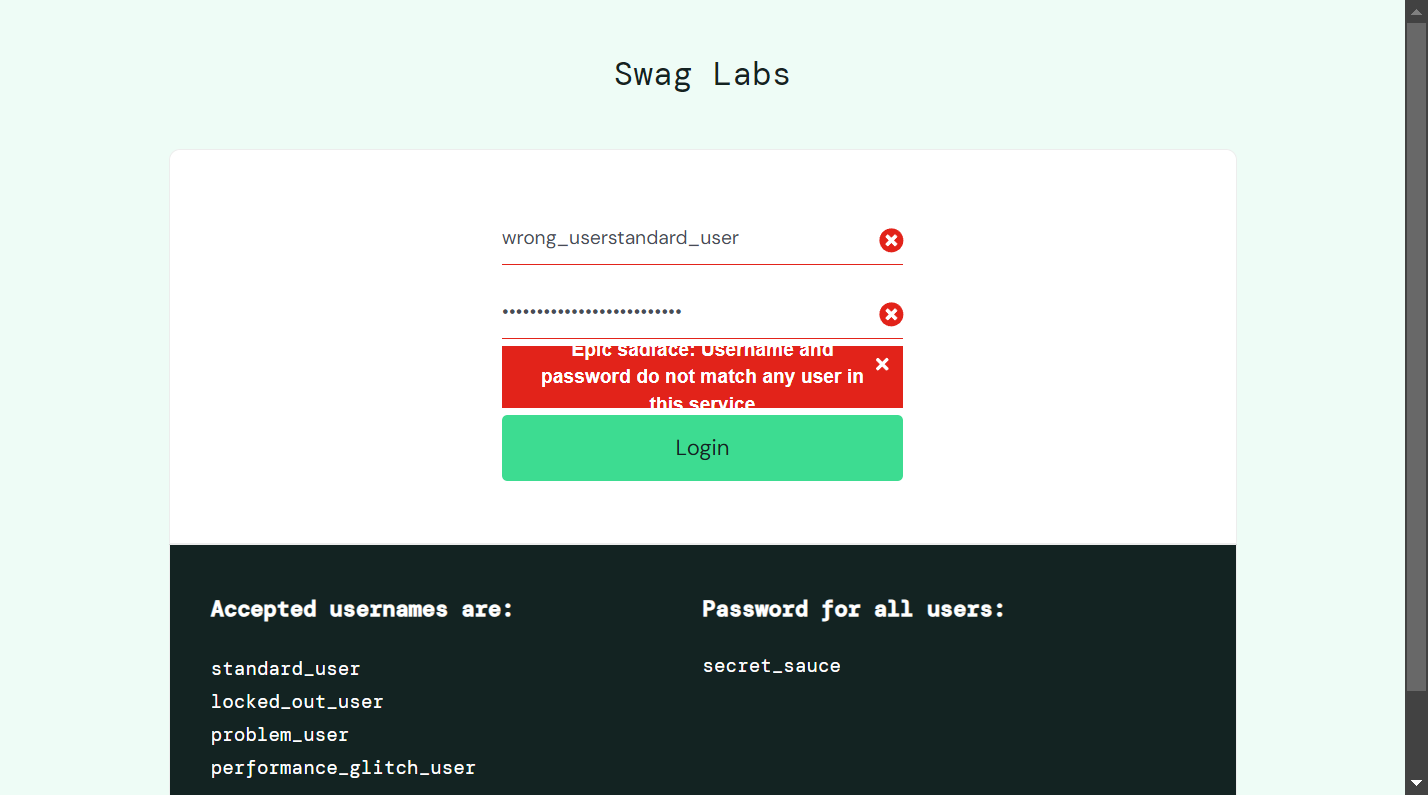 Swag Labs
wrong_userstandard_user
••••••••••••••••••••••••••
Epic sadface: Username and
password do not match any user in
this service
Login
Accepted usernames are:
standard_user
locked_out_user
problem_user
performance_glitch_user
Password for all users:
secret_sauce